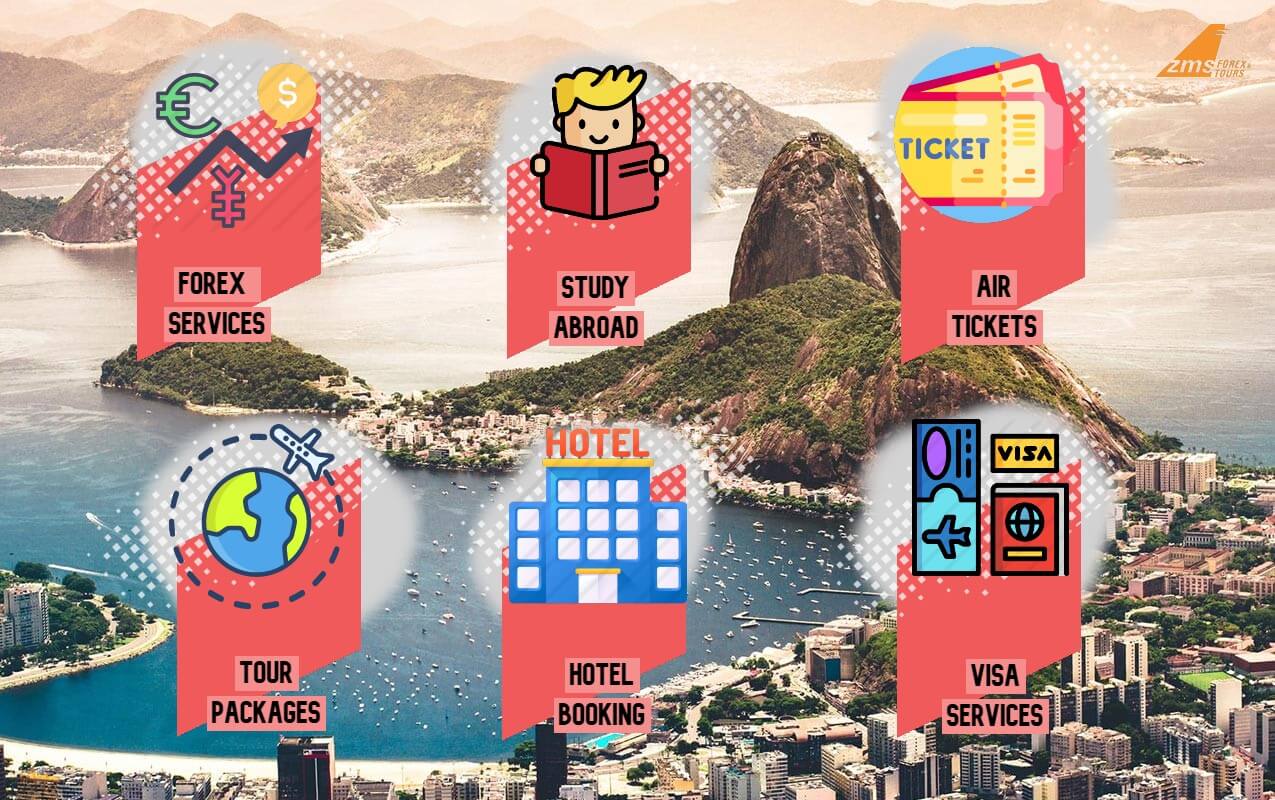 zms FOREX &
TOURS
€
$
¥
TICKET
FOREX
SERVICES
STUDY
ABROAD
AIR
TICKETS
HOTEL
VISA
TOUR
PACKAGES
HOTEL
BOOKING
VISA
SERVICES